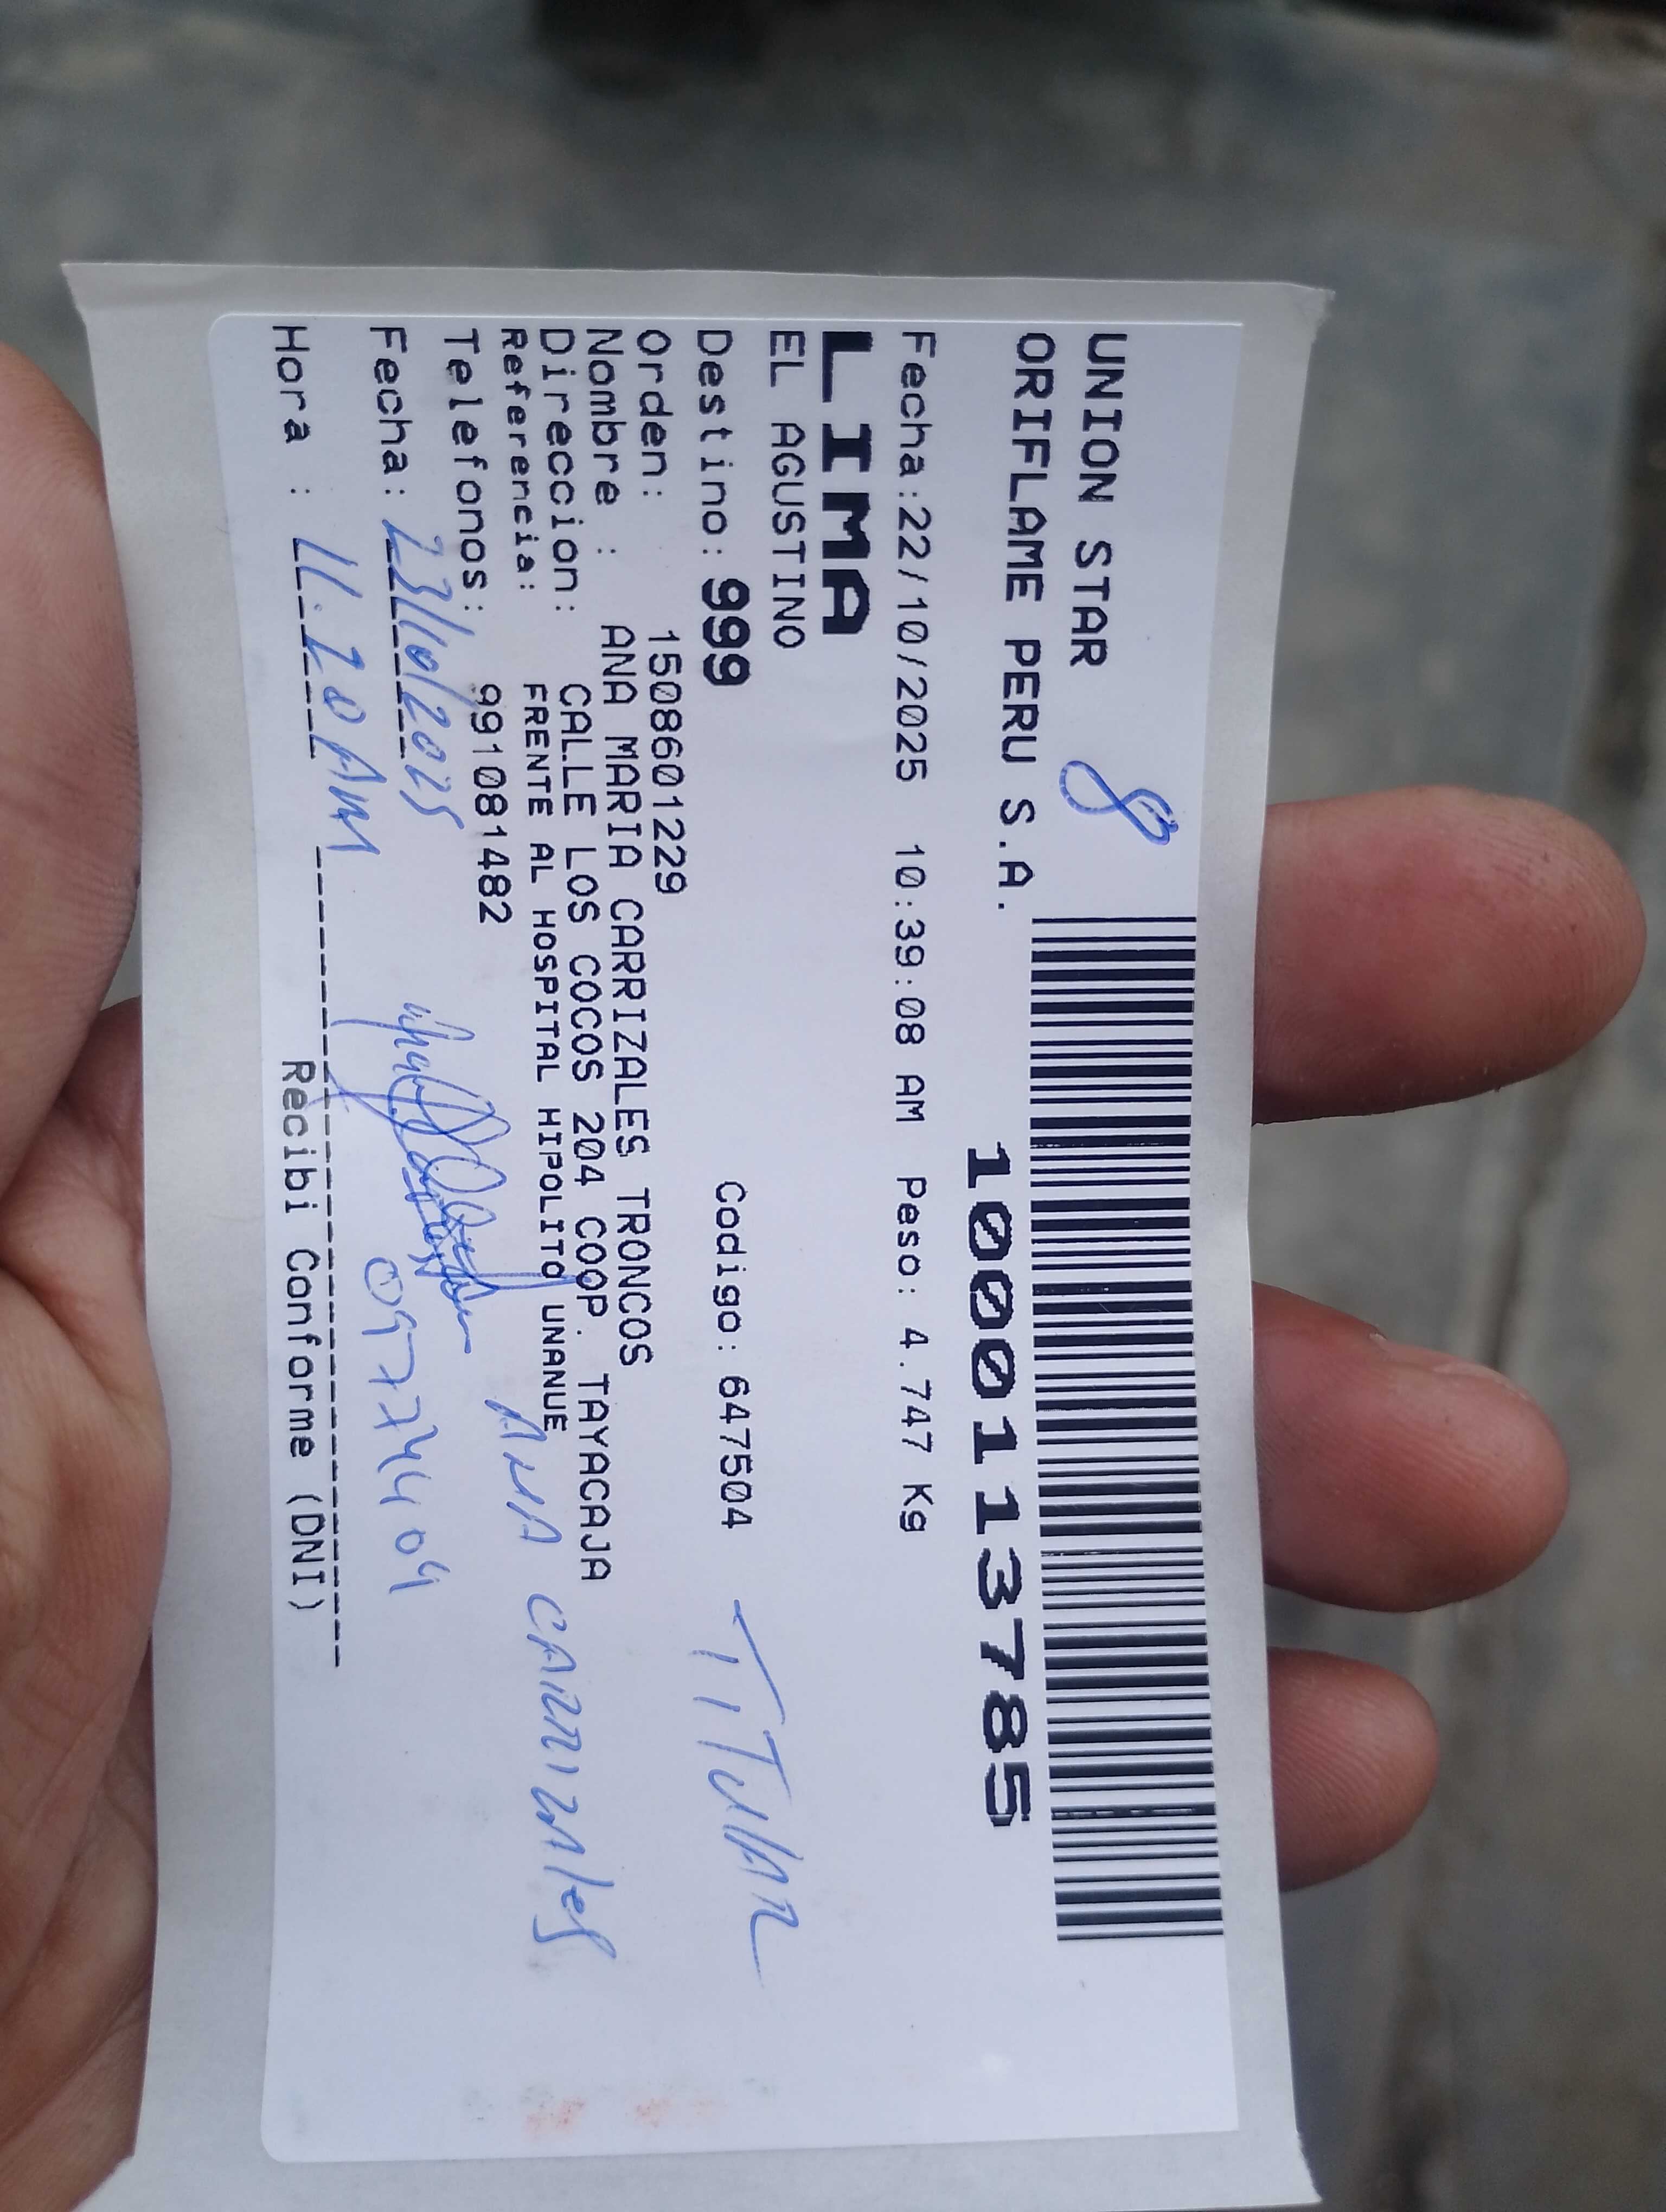 UNION STAR 8
ORIFLAME PERU S.A.
1000113785
Fecha:22/10/2025 10:39:08 AM Peso: 4.747 Kg
LIMA
EL AGUSTINO
Destino: 999 Codigo: 647504 TITULAR
Orden: 1508601229
Nombre : ANA MARIA CARRIZALES TRONCOS
Direccion: CALLE LOS COCOS 204 COOP. TAYACAJA
Referencia: FRENTE AL HOSPITAL HIPOLITO UNANUE
Telefonos: 991081482 ANA CARRIZALES
Fecha: 23/10/2025 09774409
Hora : 11.20 AM
Recibi Conforme (DNI)